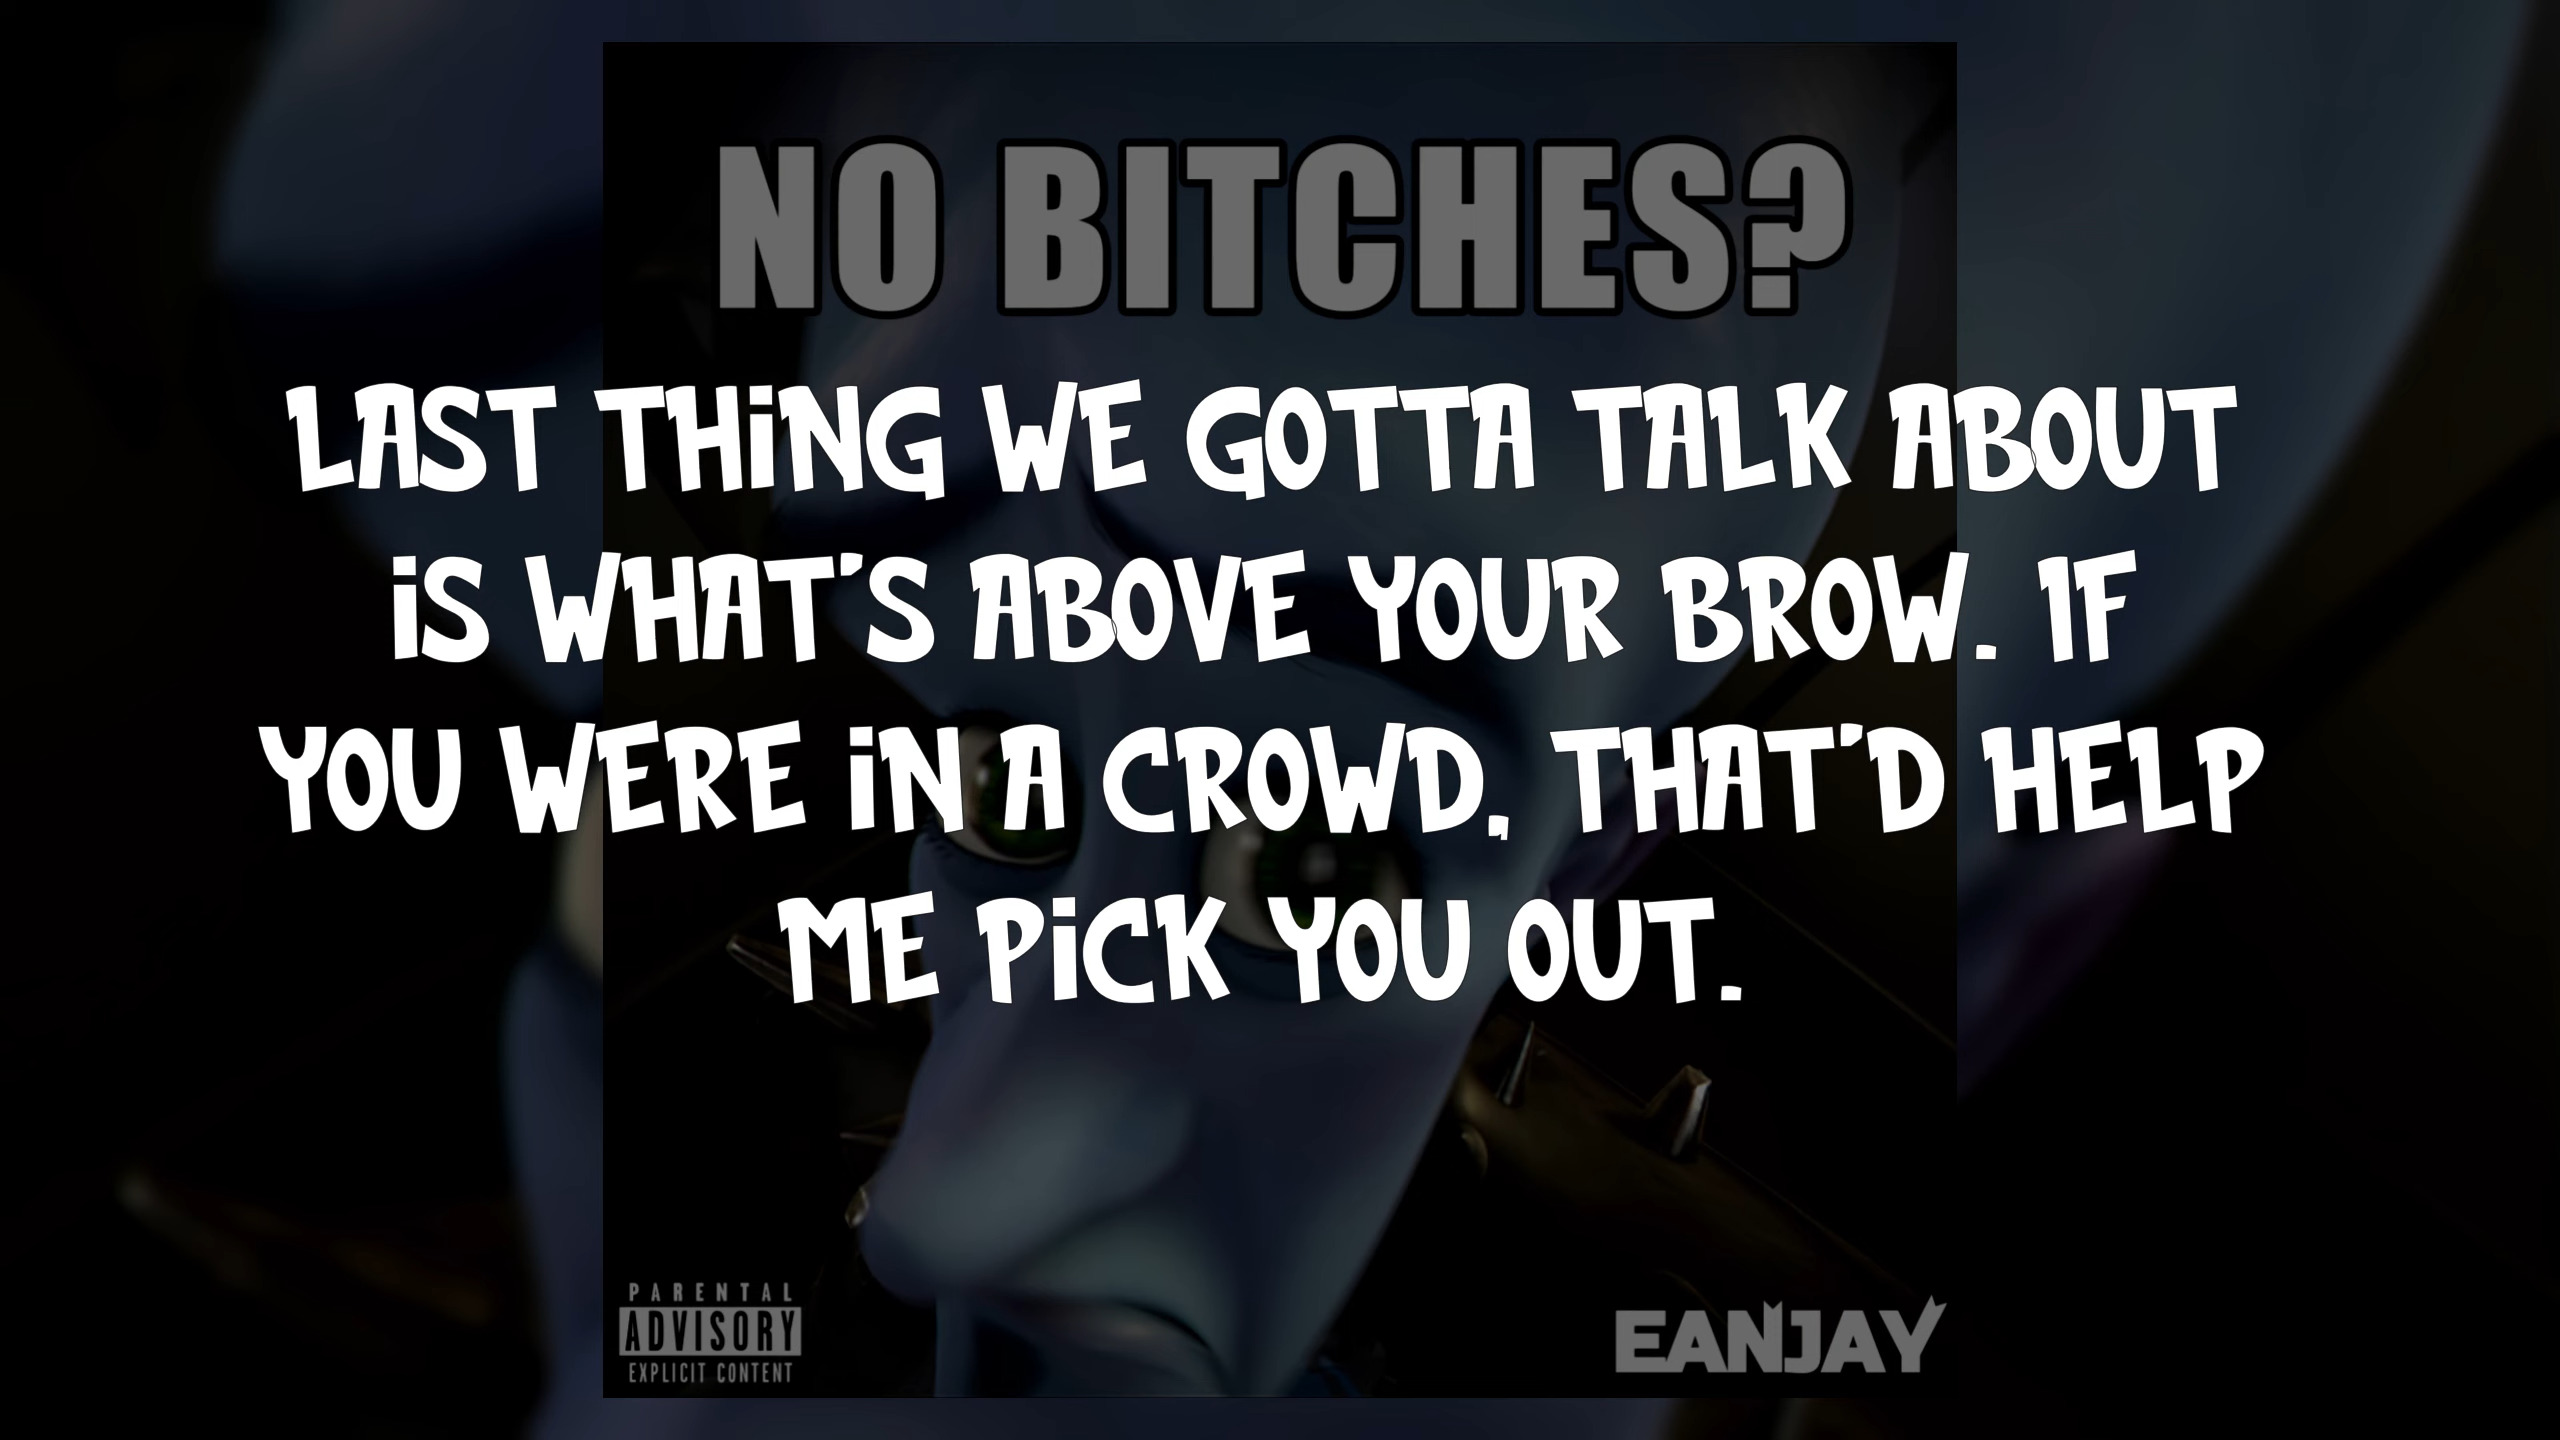 NO BITCHES?
LAST THiNG WE GOTTA TALK ABOUT
iS WHAT'S ABOVE YOUR BROW. IF
YOU WERE iN A CROWD, THAT'D HELP
ME PiCK YOU OUT.
PARENTAL
ADVISORY
EXPLICIT CONTENT
EANJAY